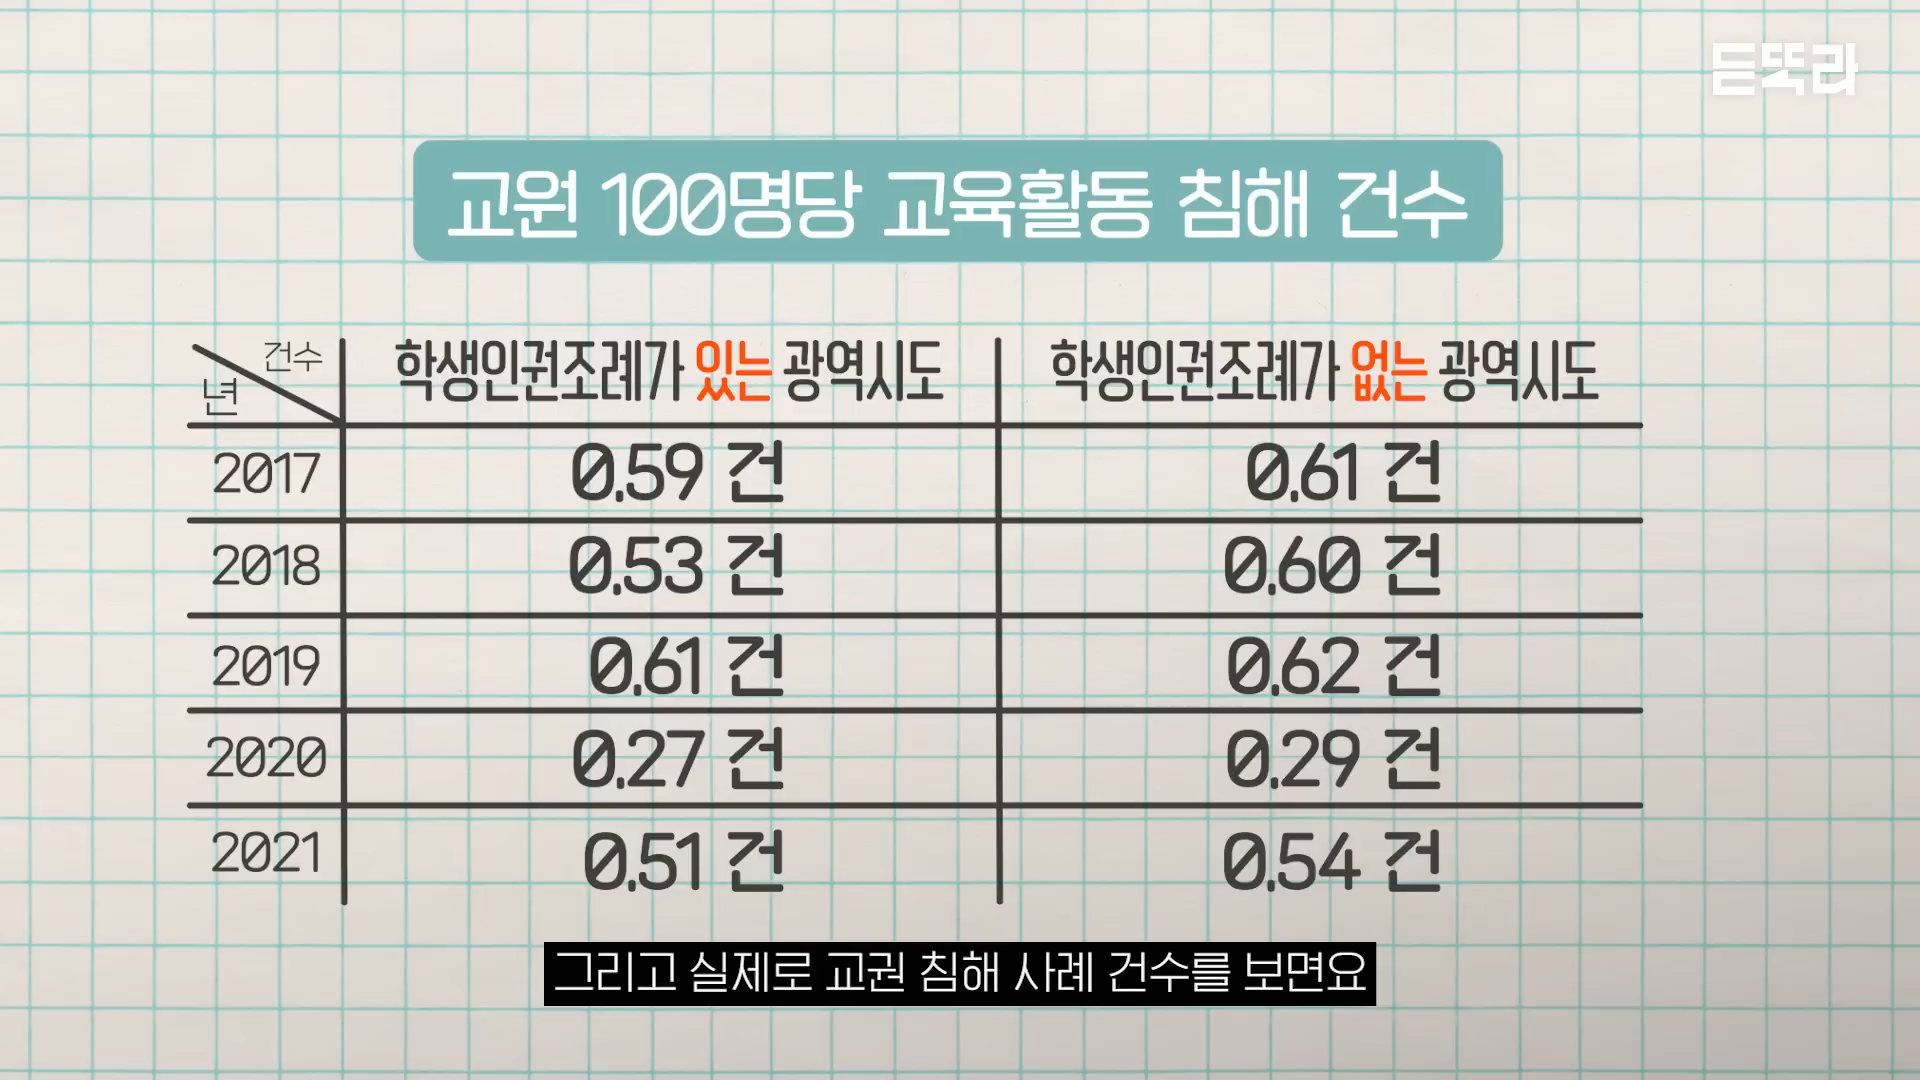 듣똑라
교원 100명당 교육활동 침해 건수
건수
년
학생인권조례가 있는 광역시도
학생인권조례가 없는 광역시도
2017 0.59 건 0.61 건
2018 0.53 건 0.60 건
2019 0.61 건 0.62 건
2020 0.27 건 0.29 건
2021 0.51 건 0.54 건
그리고 실제로 교권 침해 사례 건수를 보면요